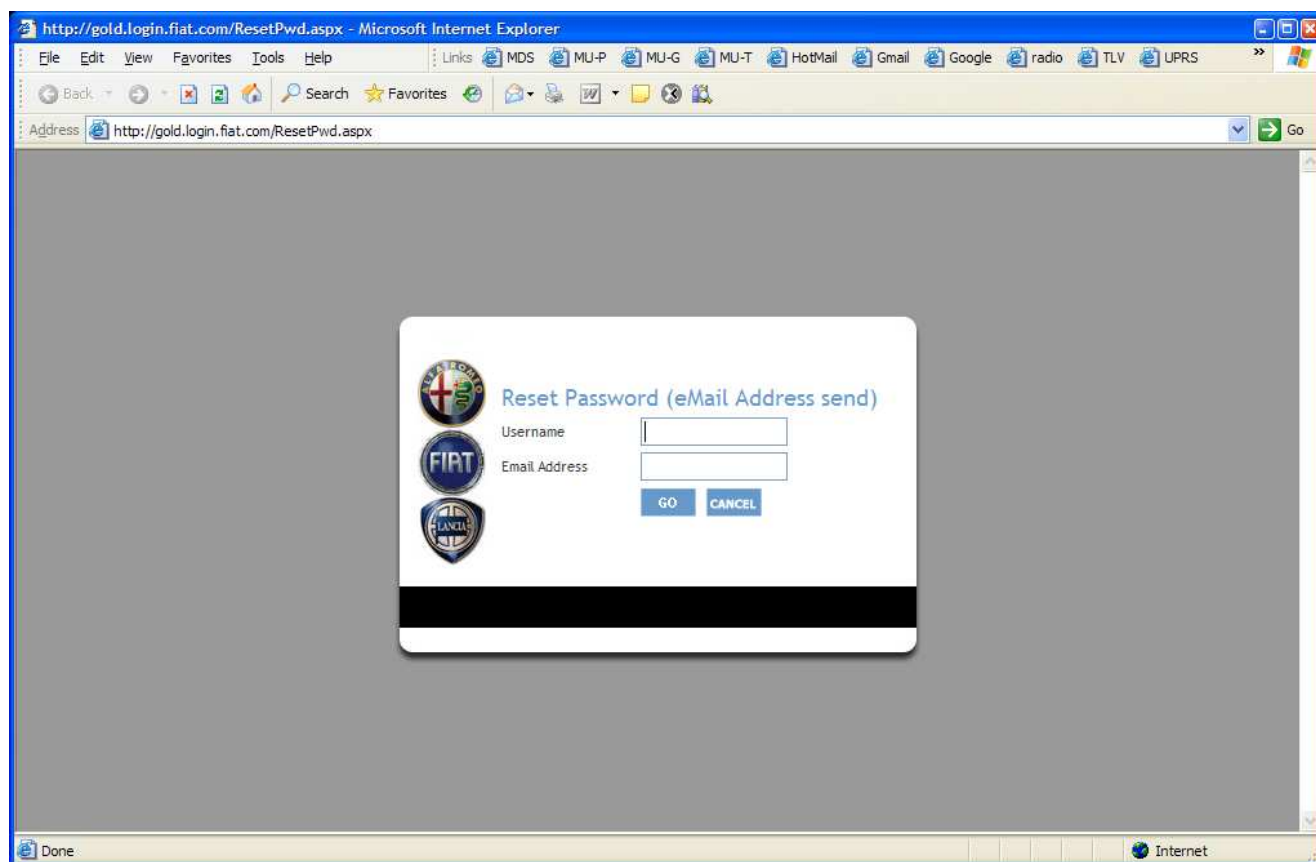 http://gold.login.fiat.com/ResetPwd.aspx - Microsoft Internet Explorer
File Edit View Favorites Tools Help Links MDS MU-P MU-G MU-T HotMail Gmail Google radio TLV UPRS »
Back Search Favorites
Address http://gold.login.fiat.com/ResetPwd.aspx Go
ALFA ROMEO
Reset Password (eMail Address send)
Username
FIAT
Email Address
GO CANCEL
LANCIA
Done Internet